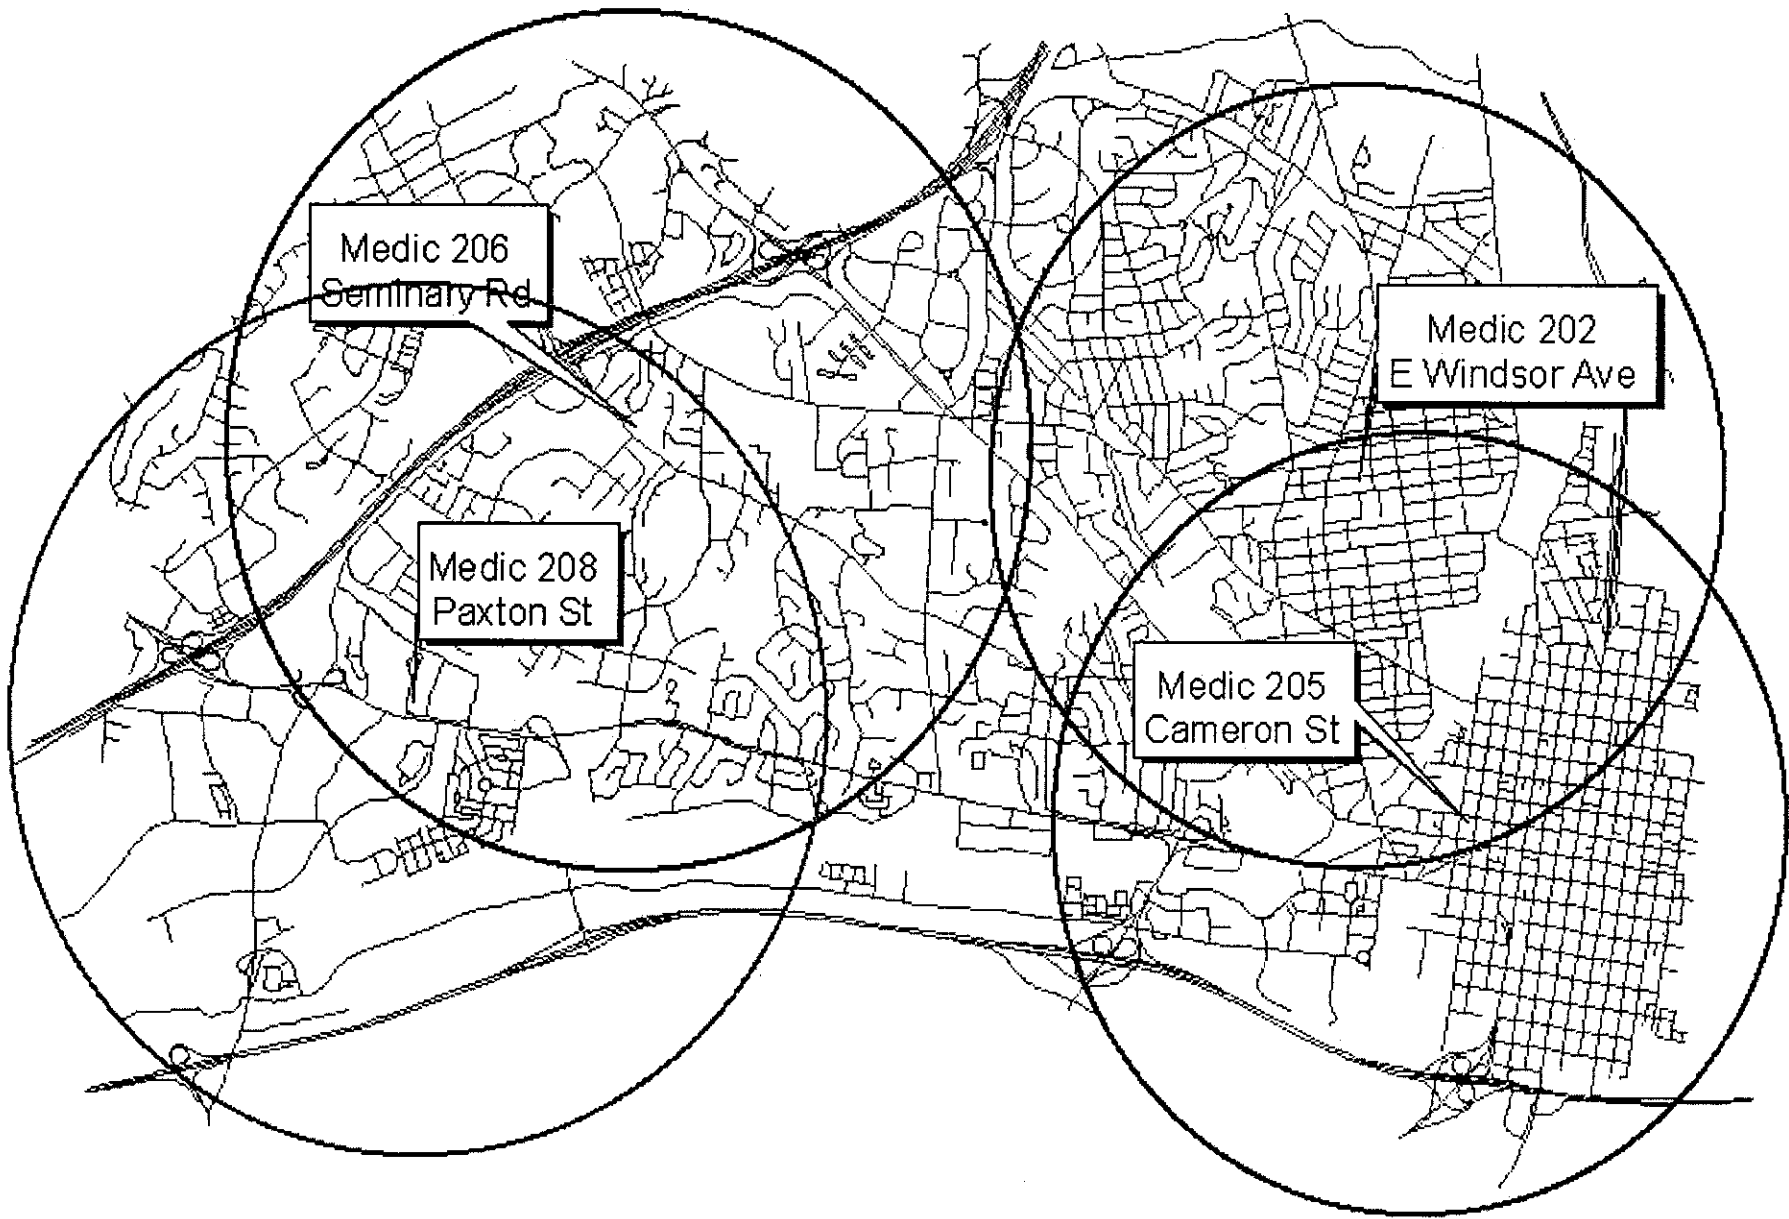 Medic 206
Seminary Rd
Medic 202
E Windsor Ave
Medic 208
Paxton St
Medic 205
Cameron St